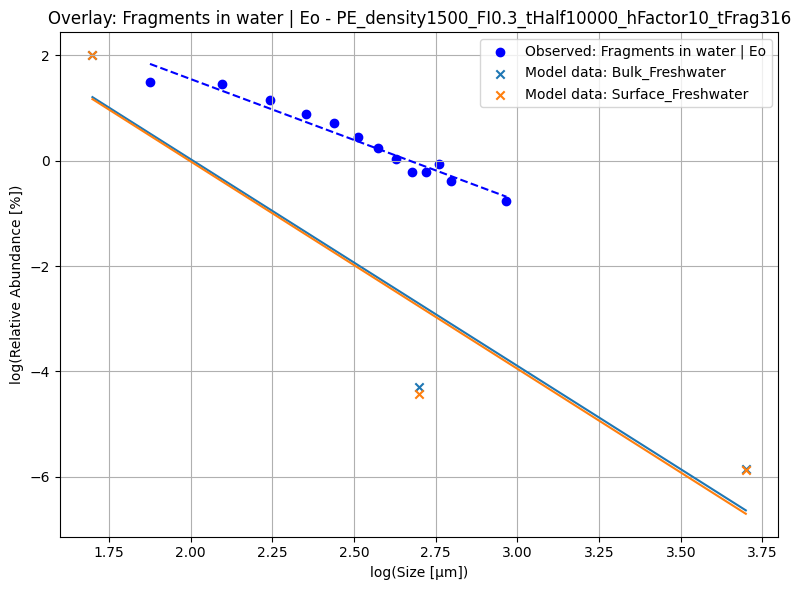 Overlay: Fragments in water | Eo - PE_density1500_FI0.3_tHalf10000_hFactor10_tFrag316
Observed: Fragments in water | Eo
Model data: Bulk_Freshwater
Model data: Surface_Freshwater
log(Relative Abundance [%])
2
0
−2
−4
−6
1.75
2.00
2.25
2.50
2.75
3.00
3.25
3.50
3.75
log(Size [μm])